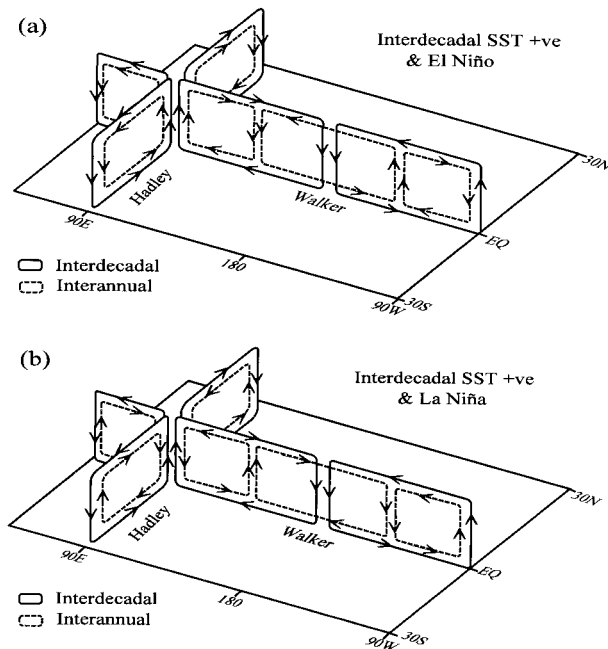 (a)
Interdecadal SST +ve
& El Niño
30N
Hadley
Walker
90E
EQ
Interdecadal
180
Interannual
90W
30S
(b)
Interdecadal SST +ve
& La Niña
30N
Hadley
Walker
90E
EQ
Interdecadal
180
Interannual
90W
30S